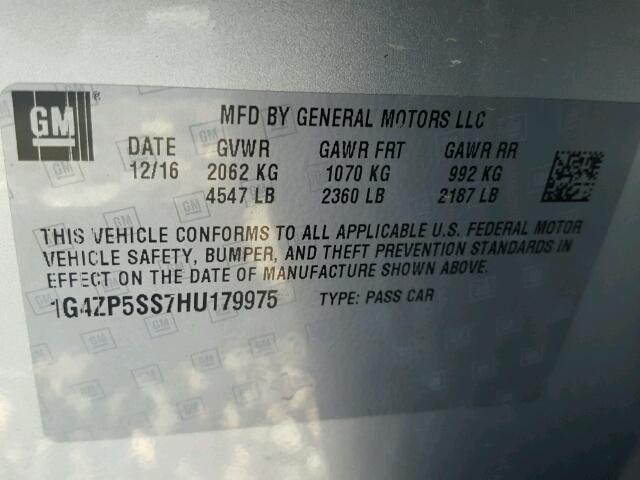 GM
MFD BY GENERAL MOTORS LLC
DATE GVWR GAWR FRT GAWR RR
12/16 2062 KG 1070 KG 992 KG
4547 LB 2360 LB 2187 LB
THIS VEHICLE CONFORMS TO ALL APPLICABLE U.S. FEDERAL MOTOR
VEHICLE SAFETY, BUMPER, AND THEFT PREVENTION STANDARDS IN
EFFECT ON THE DATE OF MANUFACTURE SHOWN ABOVE.
1G4ZP5SS7HU179975 TYPE: PASS CAR